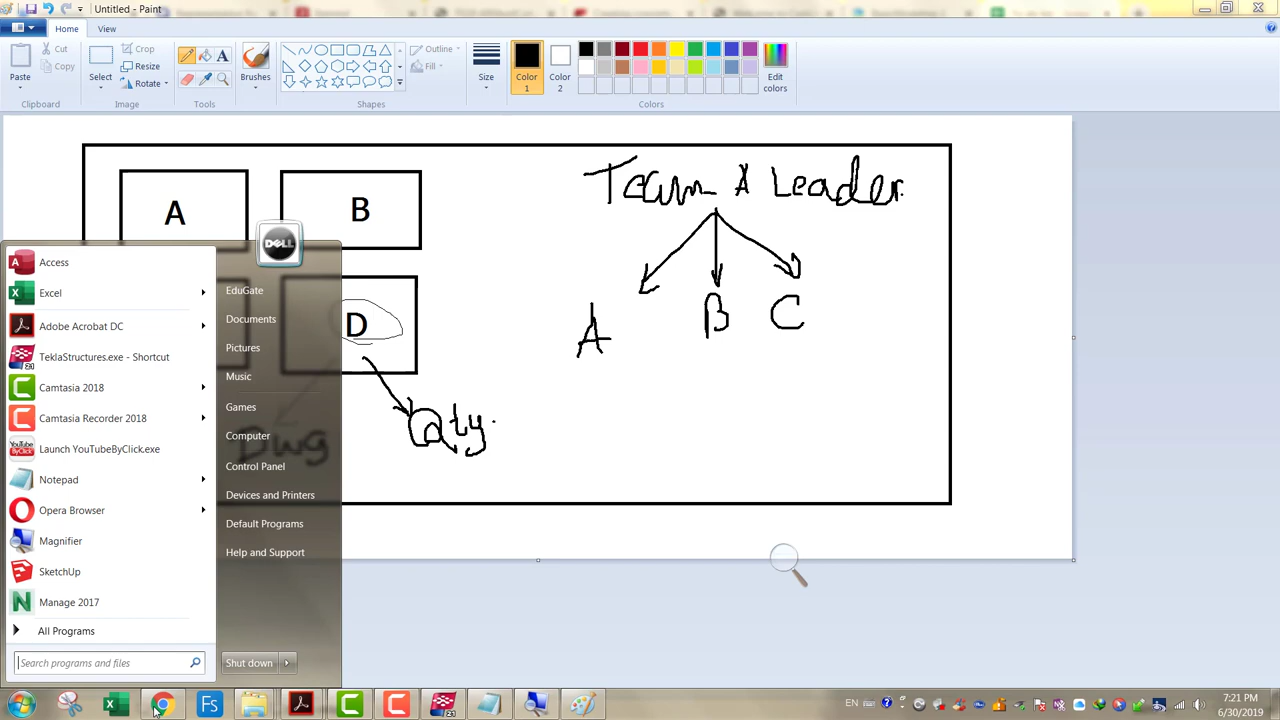 Untitled - Paint
Home
View
Paste
Cut
Copy
Clipboard
Select
Crop
Resize
Rotate
Image
Tools
Brushes
Shapes
Outline
Fill
Size
Color 1
Color 2
Edit colors
Colors
A
B
Team A Leader
A
B
C
D
Qty
Dwg
DELL
Access
Excel
Adobe Acrobat DC
TeklaStructures.exe - Shortcut
Camtasia 2018
Camtasia Recorder 2018
Launch YouTubeByClick.exe
Notepad
Opera Browser
Magnifier
SketchUp
Manage 2017
All Programs
Search programs and files
EduGate
Documents
Pictures
Music
Games
Computer
Control Panel
Devices and Printers
Default Programs
Help and Support
Shut down
Fs
EN
7:21 PM
6/30/2019